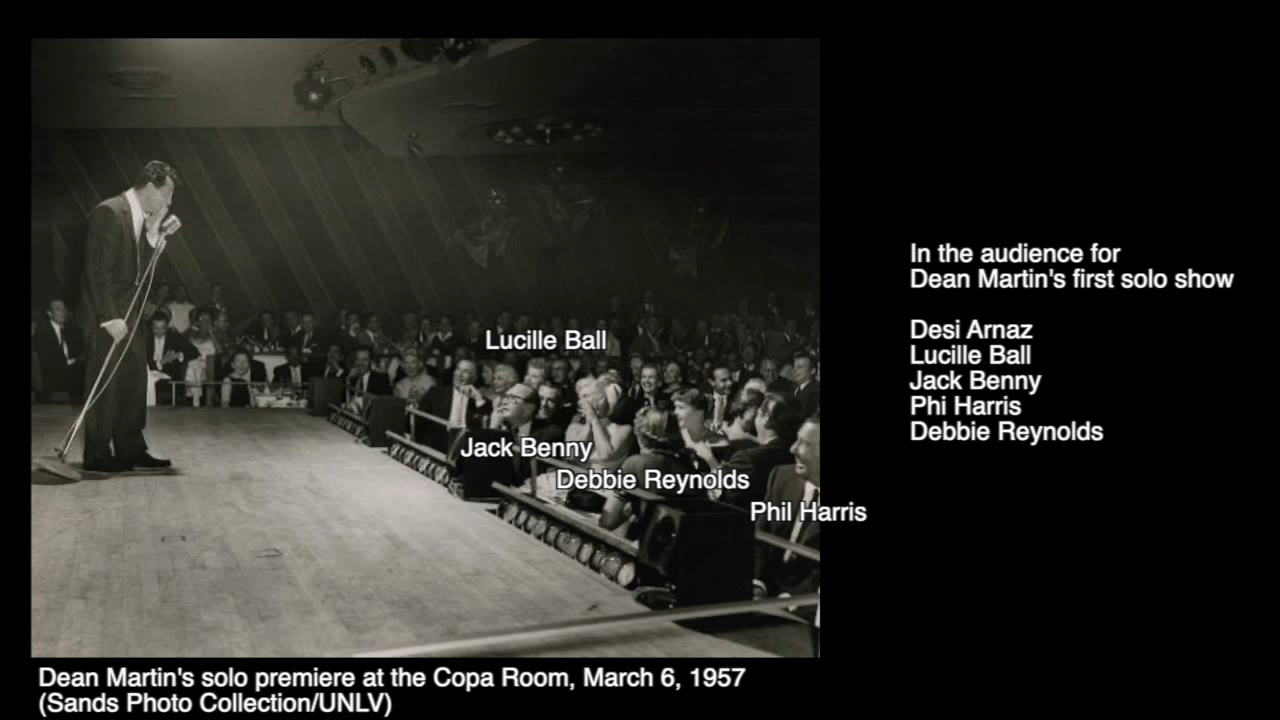 Lucille Ball
Jack Benny
Debbie Reynolds
Phil Harris
In the audience for
Dean Martin's first solo show
Desi Arnaz
Lucille Ball
Jack Benny
Phi Harris
Debbie Reynolds
Dean Martin's solo premiere at the Copa Room, March 6, 1957
(Sands Photo Collection/UNLV)